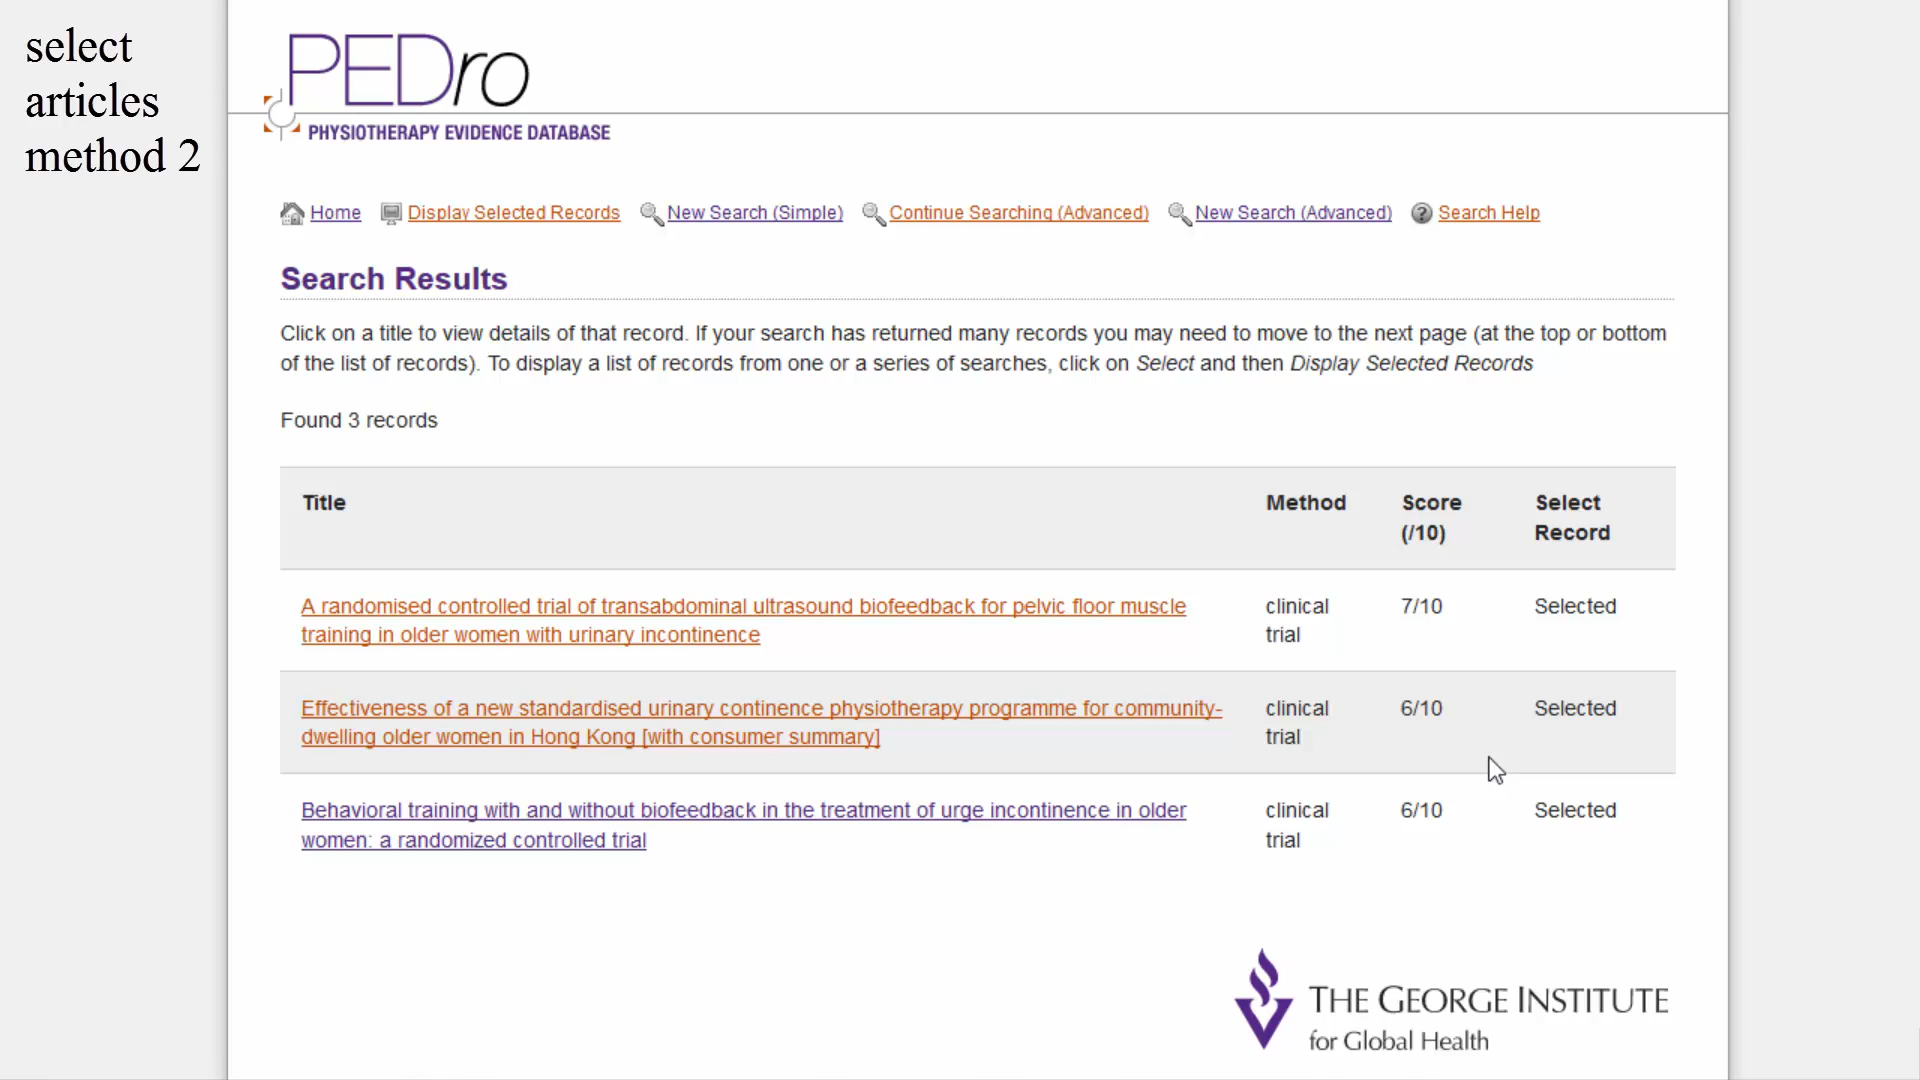 select
articles
method 2
PEDro
PHYSIOTHERAPY EVIDENCE DATABASE
Home Display Selected Records New Search (Simple) Continue Searching (Advanced) New Search (Advanced) Search Help
Search Results
Click on a title to view details of that record. If your search has returned many records you may need to move to the next page (at the top or bottom
of the list of records). To display a list of records from one or a series of searches, click on Select and then Display Selected Records
Found 3 records
Title Method Score Select
(/10) Record
A randomised controlled trial of transabdominal ultrasound biofeedback for pelvic floor muscle clinical 7/10 Selected
training in older women with urinary incontinence trial
Effectiveness of a new standardised urinary continence physiotherapy programme for community- clinical 6/10 Selected
dwelling older women in Hong Kong [with consumer summary] trial
Behavioral training with and without biofeedback in the treatment of urge incontinence in older clinical 6/10 Selected
women: a randomized controlled trial trial
THE GEORGE INSTITUTE
for Global Health